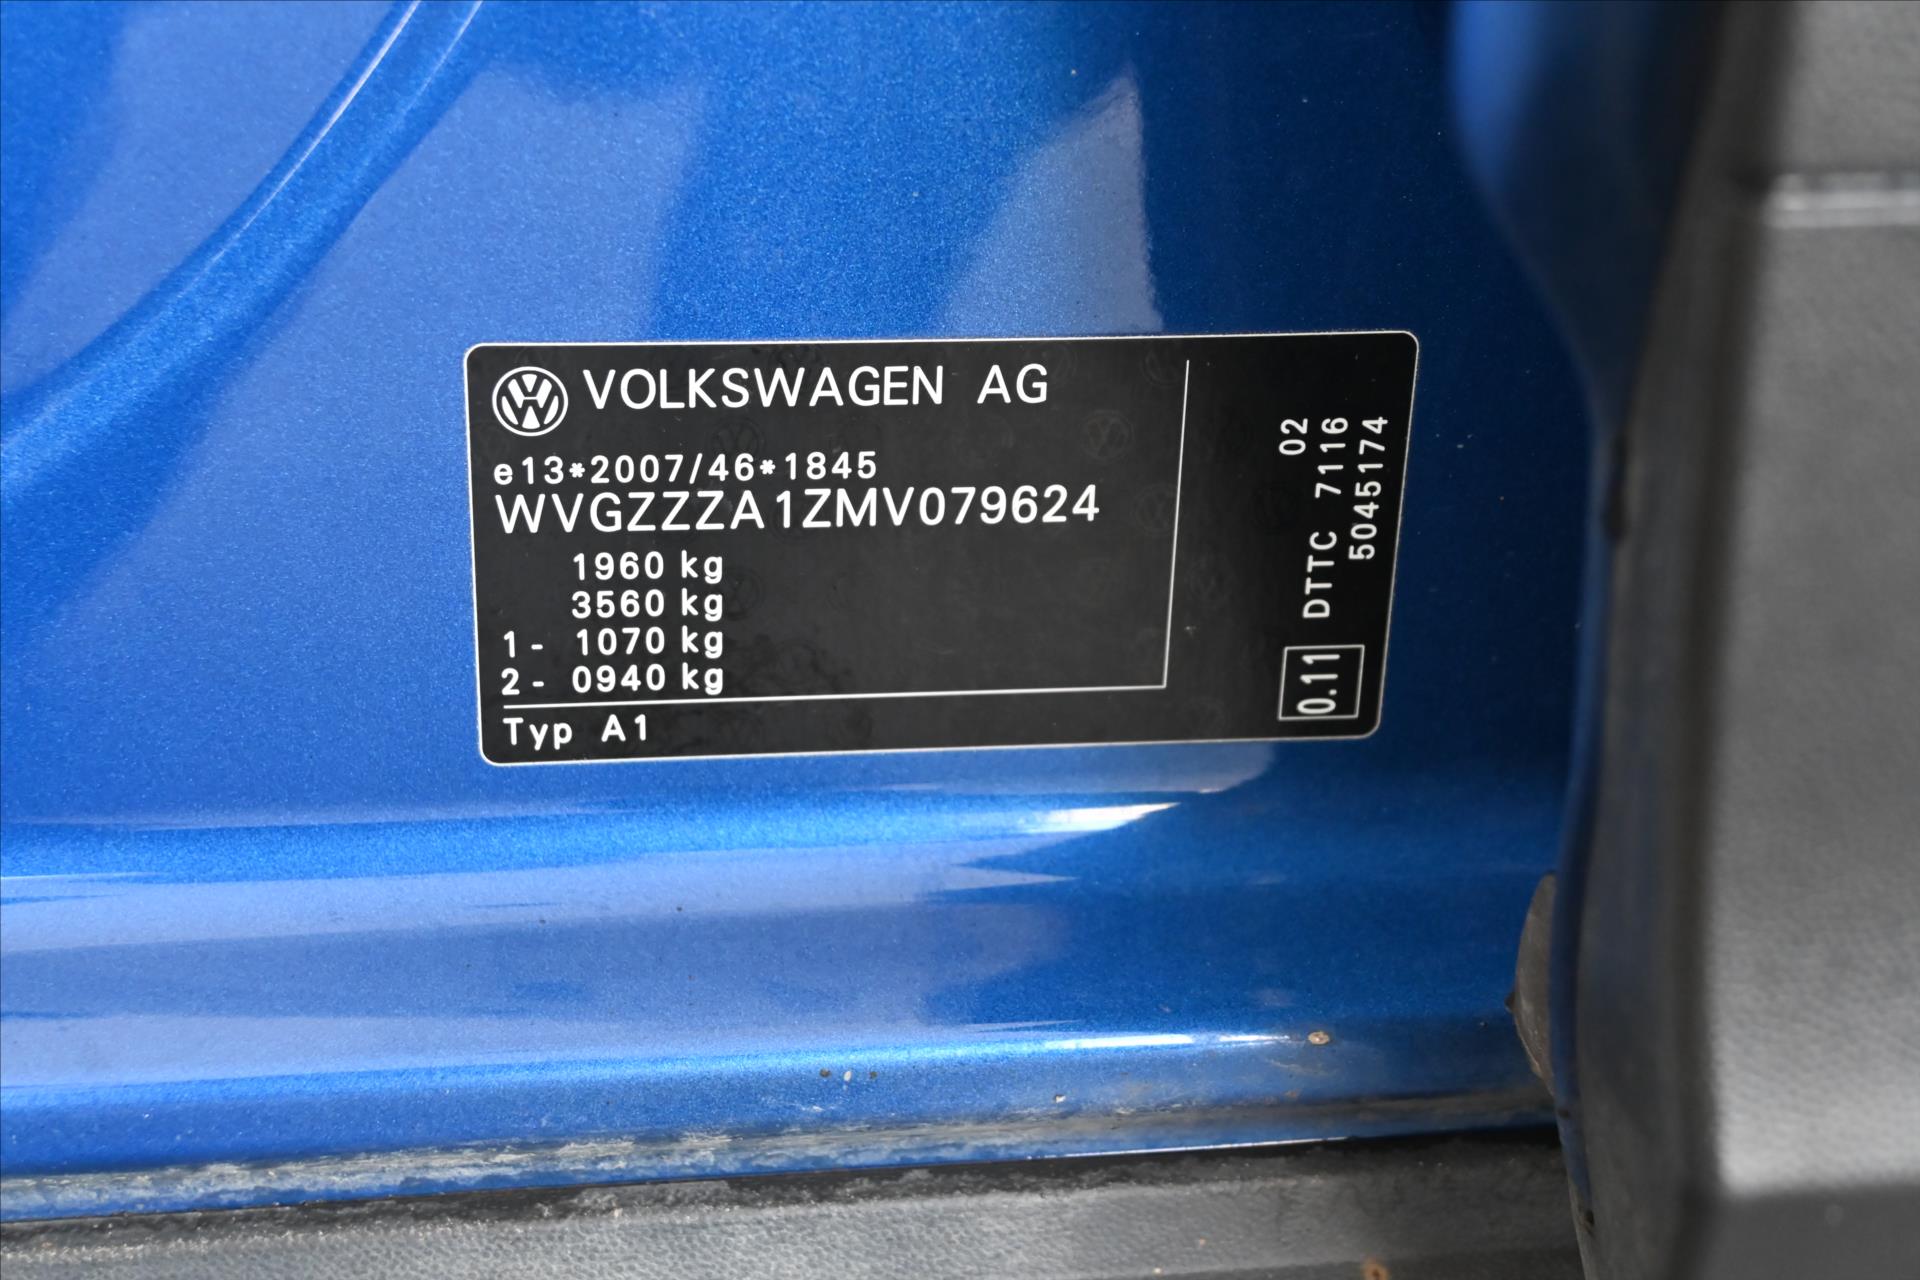 VOLKSWAGEN AG
e13*2007/46*1845
WVGZZZA1ZMV079624
1960 kg
3560 kg
1- 1070 kg
2- 0940 kg
Typ A1
02
0.11 DTTC 7116
5045174